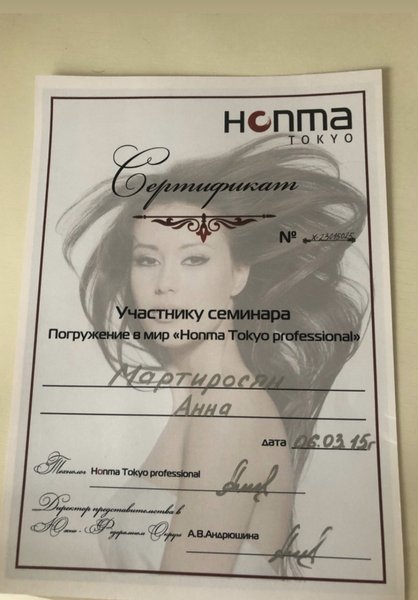 Honma
TOKYO
Сертификат
№ х-23015025
Участнику семинара
Погружение в мир «Honma Tokyo professional»
Мартиросян
Анна
дата 06.03.15г
Технолог Honma Tokyo professional
Директор представительства в
Южно - Федеральном Округе А.В.Андрюшина